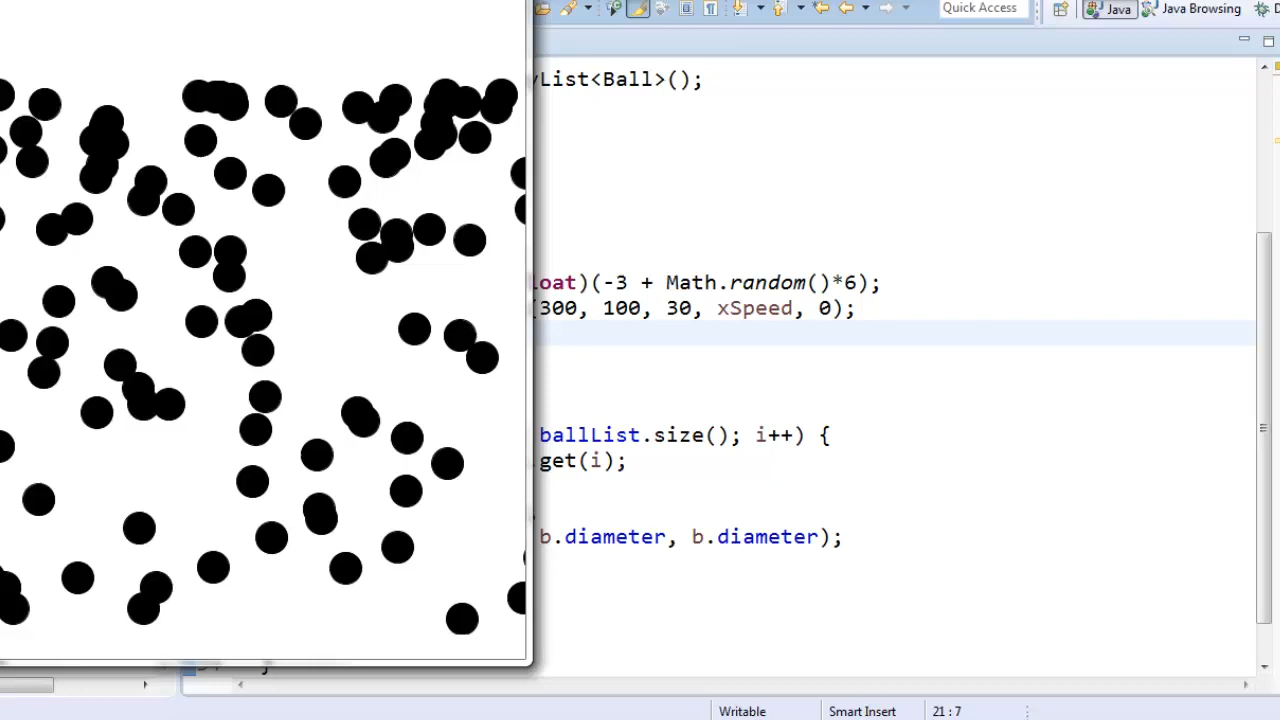 Quick Access
Java
Java Browsing
List<Ball>();
loat)(-3 + Math.random()*6);
(300, 100, 30, xSpeed, 0);
ballList.size(); i++) {
.get(i);
b.diameter, b.diameter);
}
Writable
Smart Insert
21 : 7